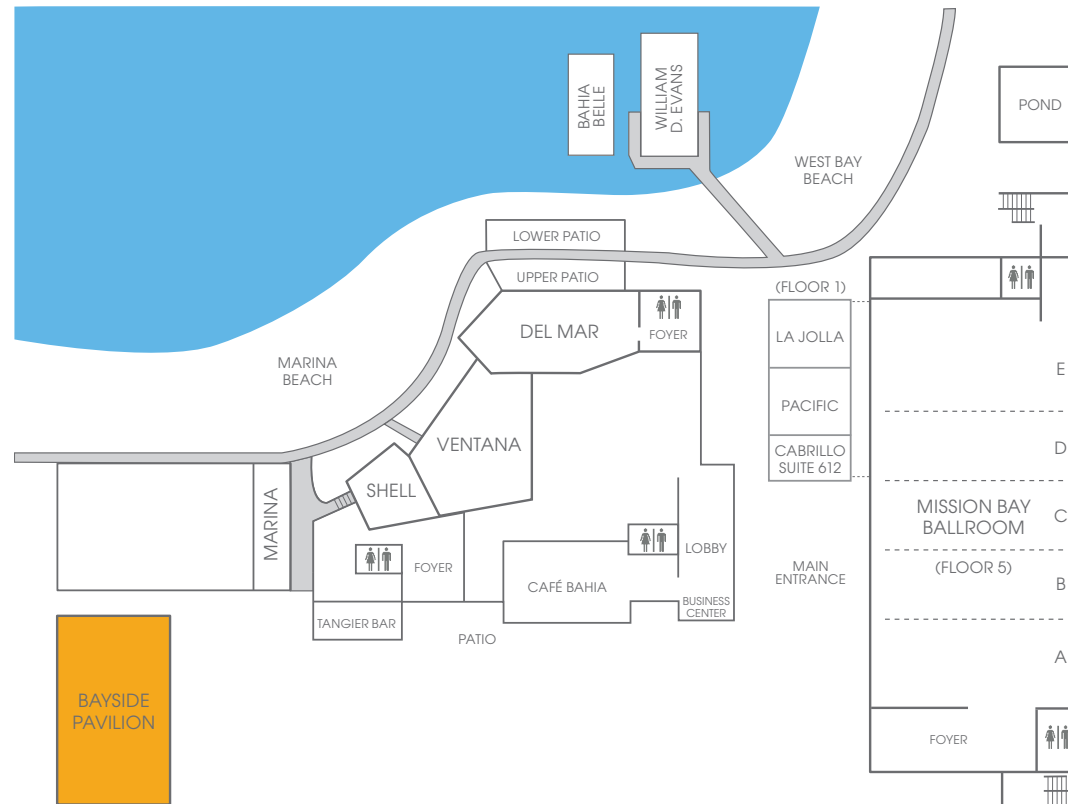 BAHIA
BELLE
WILLIAM
D. EVANS
POND
WEST BAY
BEACH
LOWER PATIO
UPPER PATIO
(FLOOR 1)
DEL MAR
FOYER
LA JOLLA
MARINA
BEACH
E
PACIFIC
VENTANA
CABRILLO
SUITE 612
D
SHELL
MARINA
MISSION BAY
BALLROOM
C
LOBBY
FOYER
CAFÉ BAHIA
MAIN
ENTRANCE
(FLOOR 5)
B
BUSINESS
CENTER
TANGIER BAR
PATIO
A
BAYSIDE
PAVILION
FOYER